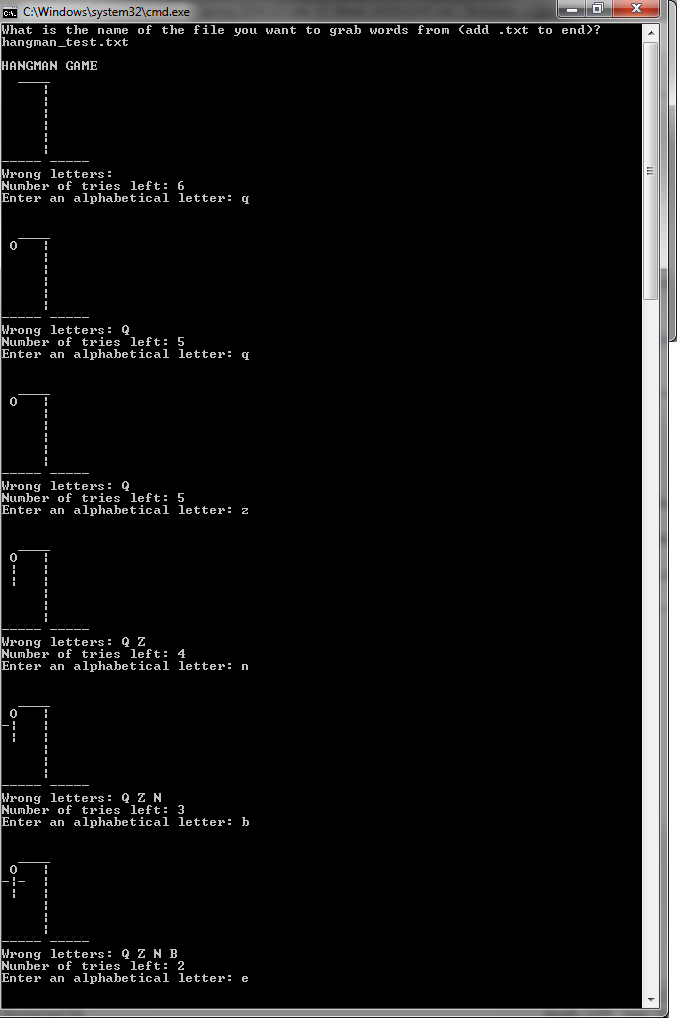 C:\Windows\system32\cmd.exe
What is the name of the file you want to grab words from (add .txt to end)?
hangman_test.txt
HANGMAN GAME
----- -----
Wrong letters:
Number of tries left: 6
Enter an alphabetical letter: q
O
----- -----
Wrong letters: Q
Number of tries left: 5
Enter an alphabetical letter: q
O
----- -----
Wrong letters: Q
Number of tries left: 5
Enter an alphabetical letter: z
O
----- -----
Wrong letters: Q Z
Number of tries left: 4
Enter an alphabetical letter: n
O
----- -----
Wrong letters: Q Z N
Number of tries left: 3
Enter an alphabetical letter: b
O
----- -----
Wrong letters: Q Z N B
Number of tries left: 2
Enter an alphabetical letter: e